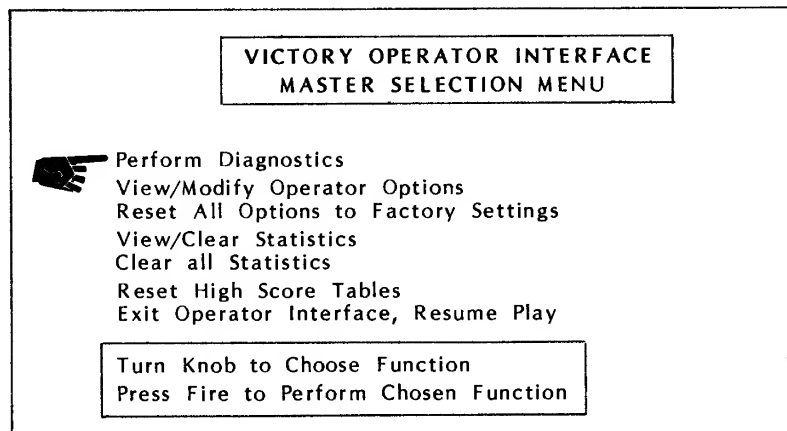 VICTORY OPERATOR INTERFACE
MASTER SELECTION MENU
Perform Diagnostics
View/Modify Operator Options
Reset All Options to Factory Settings
View/Clear Statistics
Clear all Statistics
Reset High Score Tables
Exit Operator Interface, Resume Play
Turn Knob to Choose Function
Press Fire to Perform Chosen Function